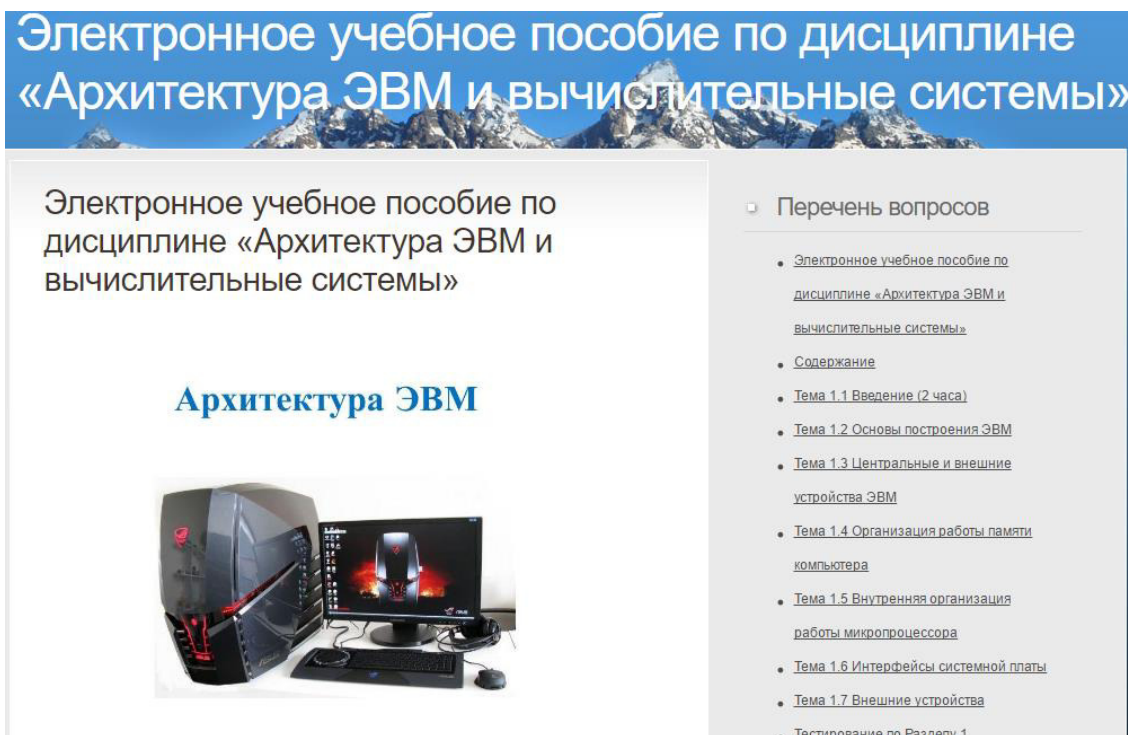 Электронное учебное пособие по дисциплине
«Архитектура ЭВМ и вычислительные системы»
Электронное учебное пособие по
дисциплине «Архитектура ЭВМ и
вычислительные системы»
Архитектура ЭВМ
Перечень вопросов
Электронное учебное пособие по
дисциплине «Архитектура ЭВМ и
вычислительные системы»
Содержание
Тема 1.1 Введение (2 часа)
Тема 1.2 Основы построения ЭВМ
Тема 1.3 Центральные и внешние
устройства ЭВМ
Тема 1.4 Организация работы памяти
компьютера
Тема 1.5 Внутренняя организация
работы микропроцессора
Тема 1.6 Интерфейсы системной платы
Тема 1.7 Внешние устройства
Тестирование по Разделу 1